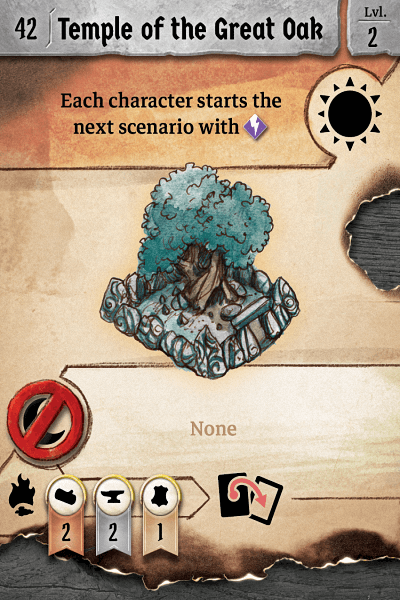 42 Temple of the Great Oak
Lvl.
2
Each character starts the
next scenario with
None
2 2 1